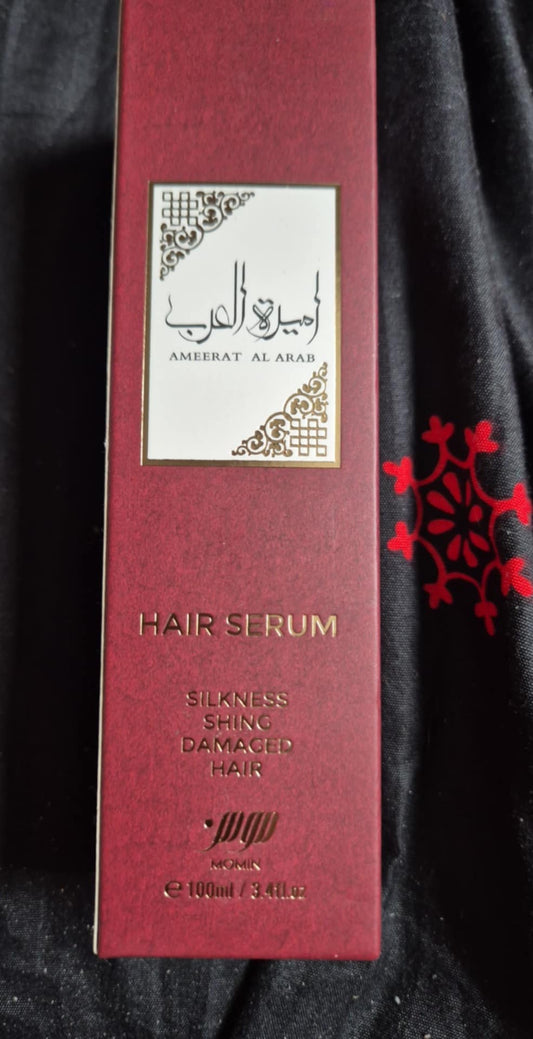 اميرة العرب
AMEERAT AL ARAB
HAIR SERUM
SILKNESS
SHING
DAMAGED
HAIR
MOMIN
℮ 100ml / 3.4fl.oz